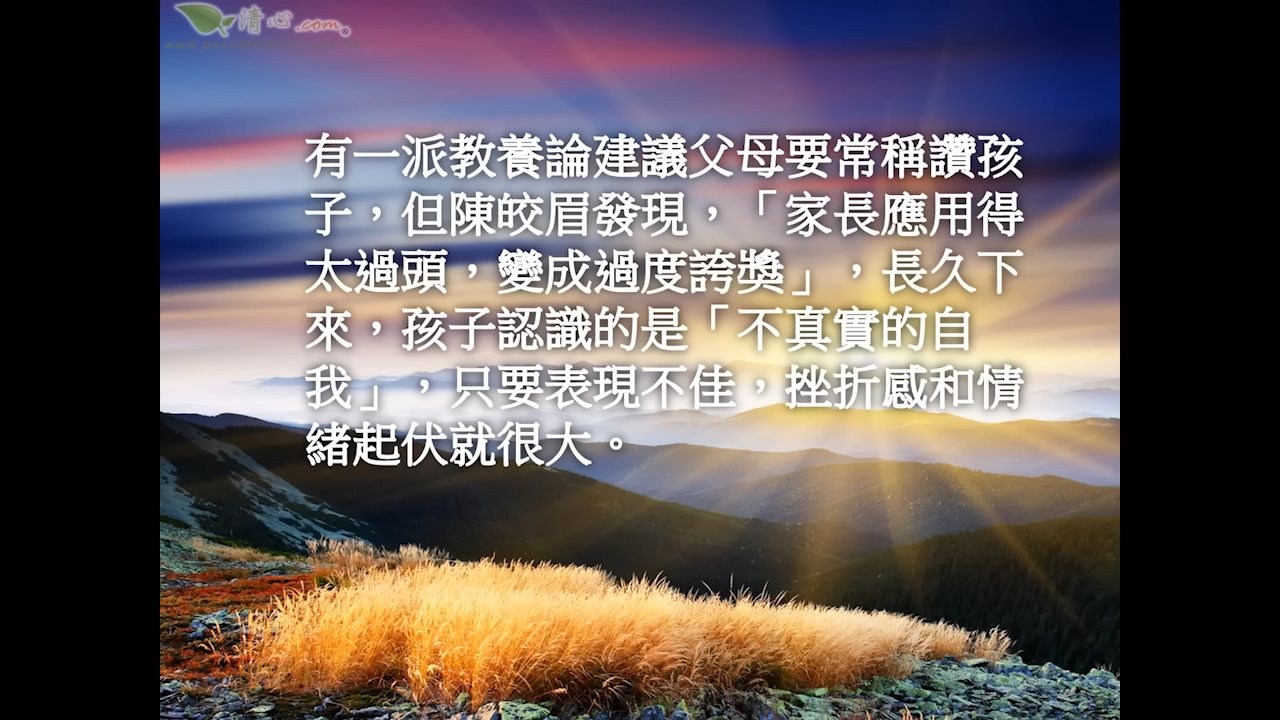 清心.com
有一派教養論建議父母要常稱讚孩
子，但陳皎眉發現，「家長應用得
太過頭，變成過度誇獎」，長久下
來，孩子認識的是「不真實的自
我」，只要表現不佳，挫折感和情
緒起伏就很大。